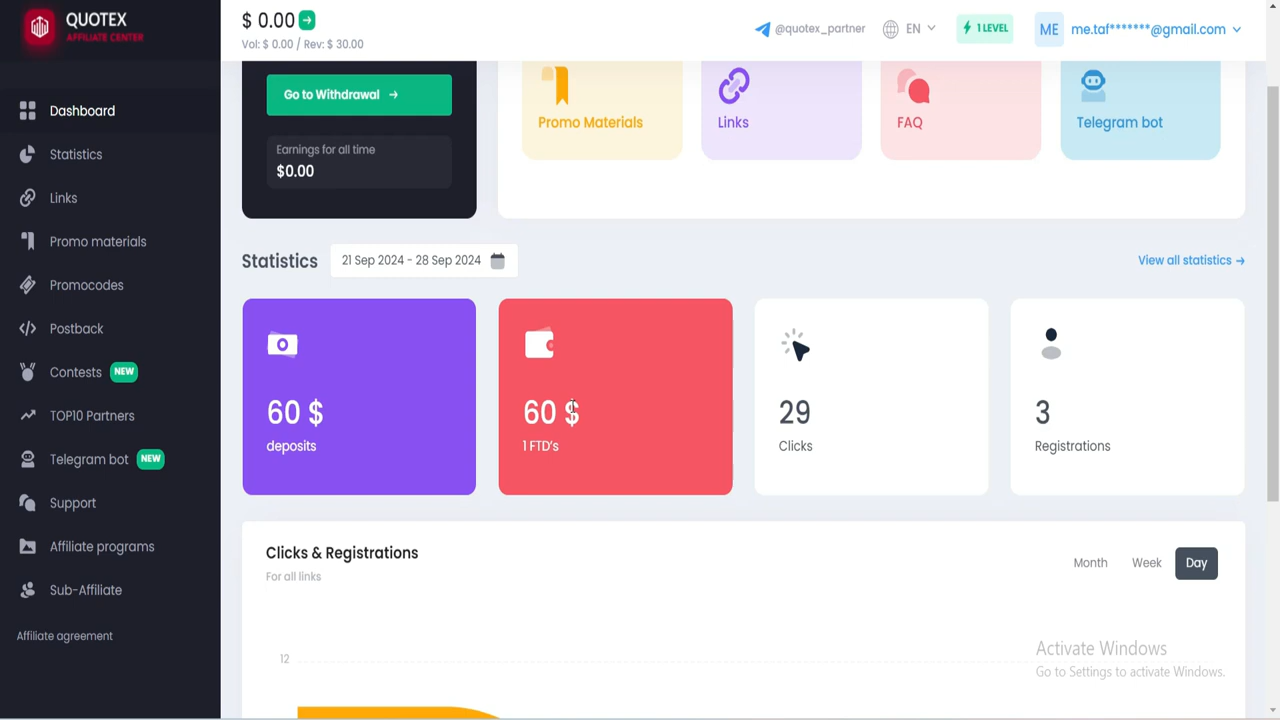 QUOTEX
AFFILIATE CENTER
$ 0.00
Vol: $ 0.00 / Rev: $ 30.00
@quotex_partner
EN
1 LEVEL
ME
me.taf*******@gmail.com
Dashboard
Statistics
Links
Promo materials
Promocodes
Postback
Contests NEW
TOP10 Partners
Telegram bot NEW
Support
Affiliate programs
Sub-Affiliate
Affiliate agreement
Go to Withdrawal
Earnings for all time
$0.00
Promo Materials
Links
FAQ
Telegram bot
Statistics
21 Sep 2024 - 28 Sep 2024
View all statistics
60 $
deposits
60 $
1 FTD's
29
Clicks
3
Registrations
Clicks & Registrations
For all links
Month
Week
Day
12
Activate Windows
Go to Settings to activate Windows.